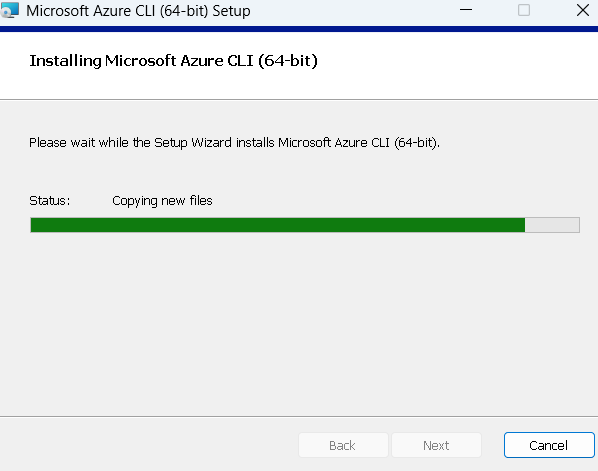 Microsoft Azure CLI (64-bit) Setup
Installing Microsoft Azure CLI (64-bit)
Please wait while the Setup Wizard installs Microsoft Azure CLI (64-bit).
Status: Copying new files
Back Next Cancel